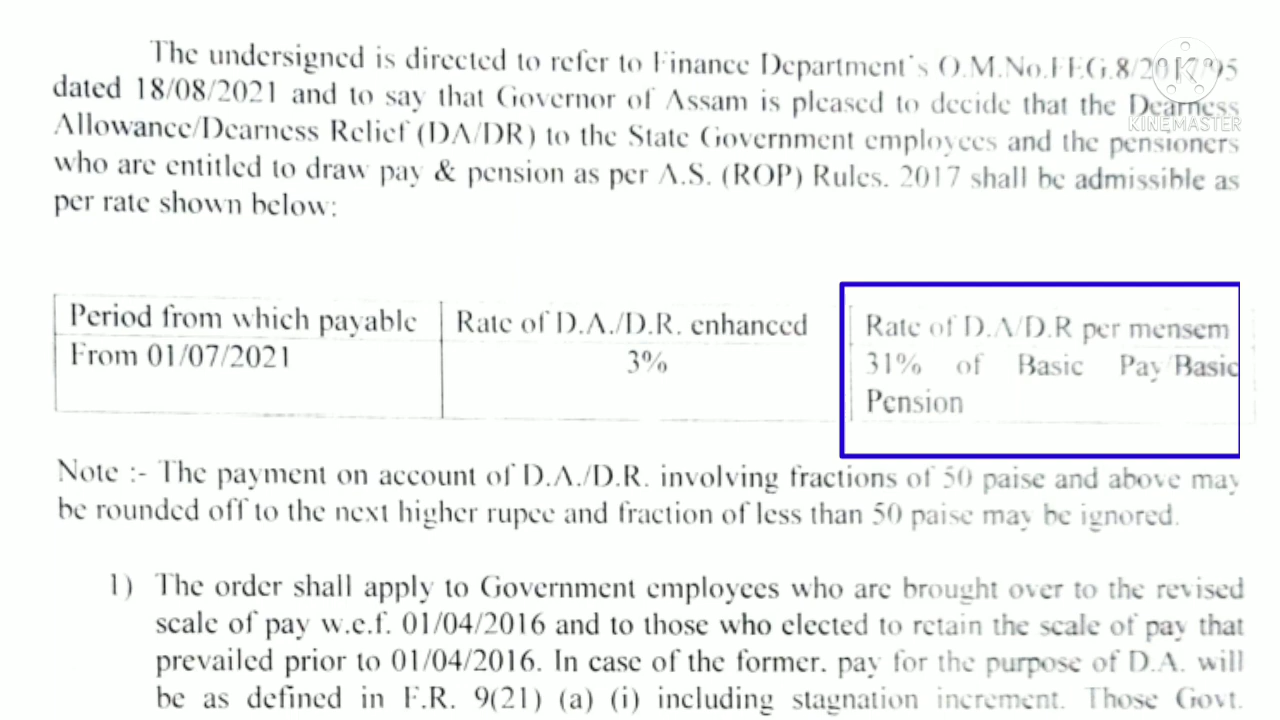 The undersigned is directed to refer to Finance Department's O.M.No.FEG.8/2017/95
dated 18/08/2021 and to say that Governor of Assam is pleased to decide that the Dearness
KINEMASTER
Allowance/Dearness Relief (DA/DR) to the State Government employees and the pensioners
who are entitled to draw pay & pension as per A.S. (ROP) Rules, 2017 shall be admissible as
per rate shown below:
Period from which payable Rate of D.A./D.R. enhanced Rate of D.A/D.R per mensem
From 01/07/2021 3% 31% of Basic Pay/Basic
Pension
Note :- The payment on account of D.A./D.R. involving fractions of 50 paise and above may
be rounded off to the next higher rupee and fraction of less than 50 paise may be ignored.
1) The order shall apply to Government employees who are brought over to the revised
scale of pay w.e.f. 01/04/2016 and to those who elected to retain the scale of pay that
prevailed prior to 01/04/2016. In case of the former, pay for the purpose of D.A. will
be as defined in F.R. 9(21) (a) (i) including stagnation increment. Those Govt.